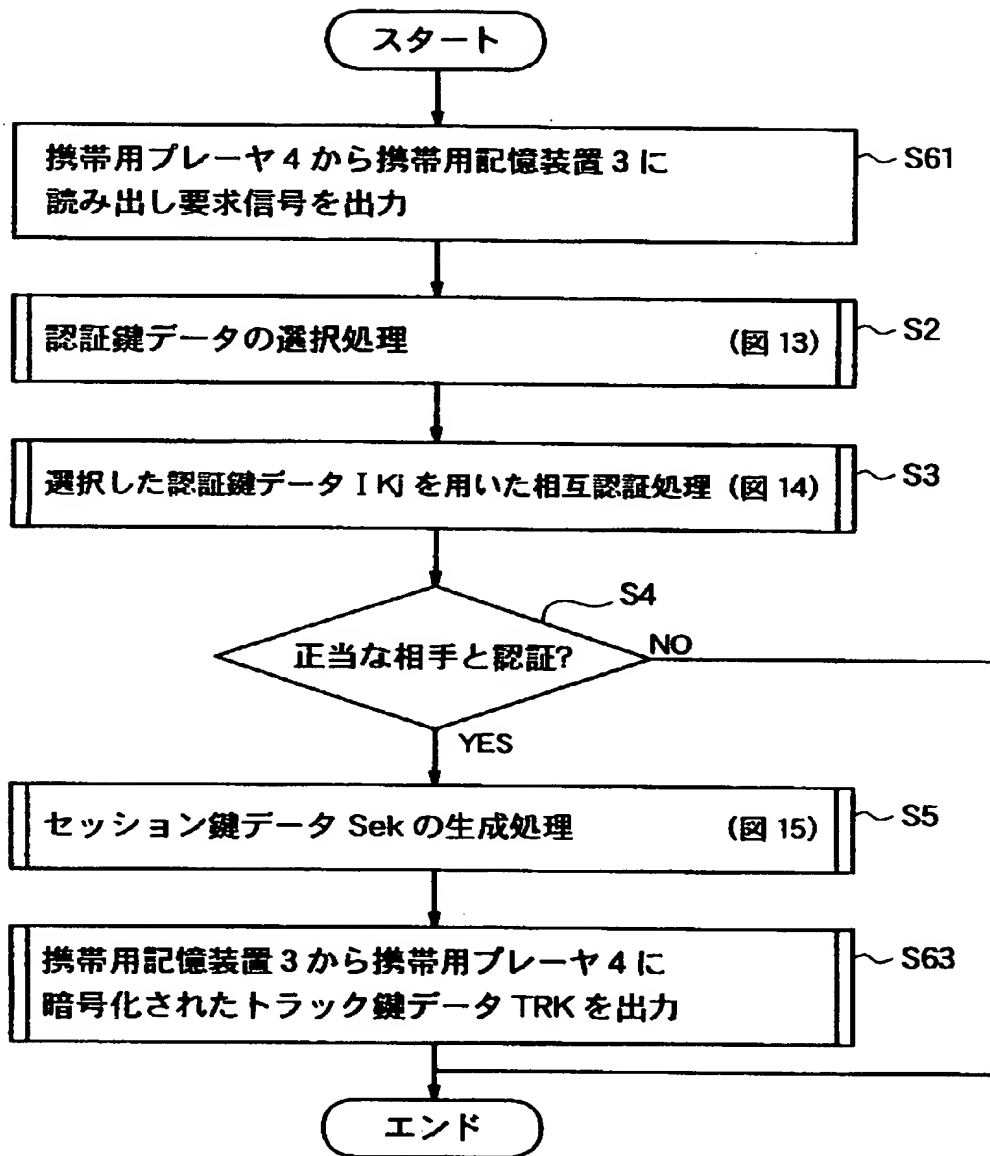 スタート
携帯用プレーヤ4から携帯用記憶装置3に
読み出し要求信号を出力
S61
認証鍵データの選択処理 (図13)
S2
選択した認証鍵データIKjを用いた相互認証処理 (図14)
S3
S4
正当な相手と認証?
NO
YES
セッション鍵データSekの生成処理 (図15)
S5
携帯用記憶装置3から携帯用プレーヤ4に
暗号化されたトラック鍵データTRKを出力
S63
エンド